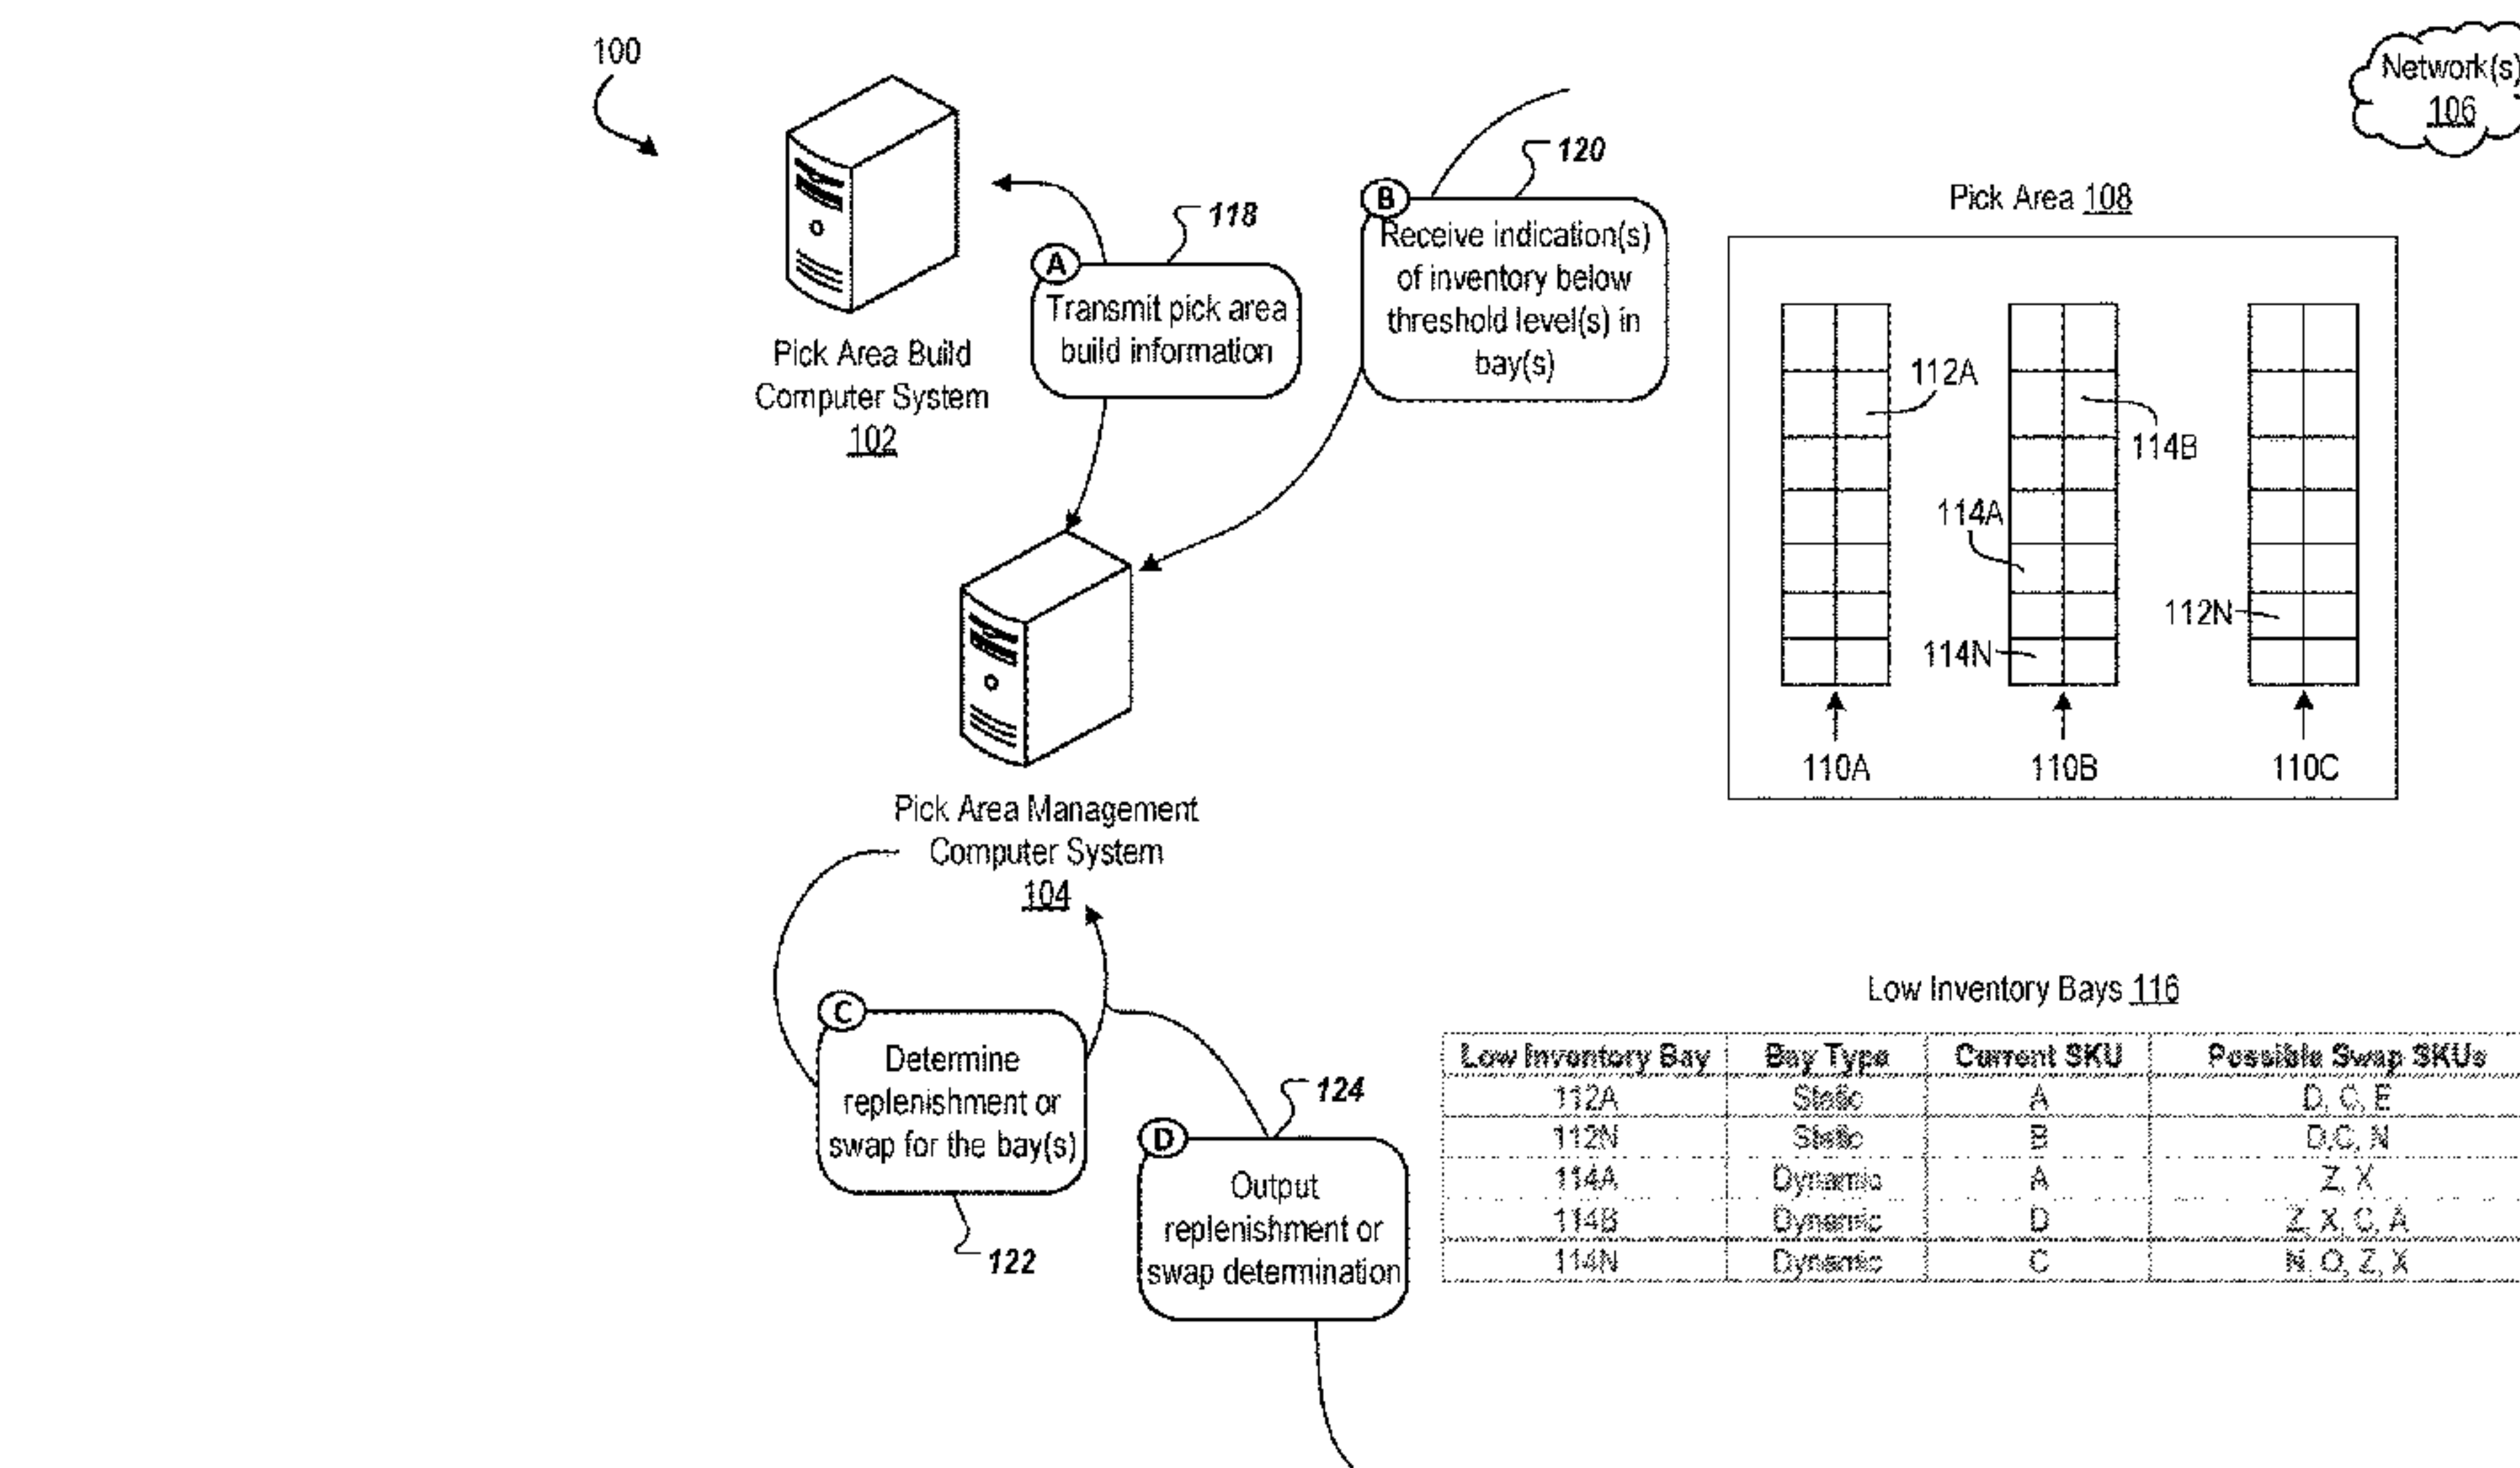 100
Network(s)
106
120
Pick Area 108
B
118
Receive indication(s)
of inventory below
threshold level(s) in
bay(s)
A
Transmit pick area
build information
Pick Area Build
Computer System
102
112A
114B
114A
112N
114N
110A
110B
110C
Pick Area Management
Computer System
104
Low Inventory Bays 116
C
Determine
replenishment or
swap for the bay(s)
122
124
D
Output
replenishment or
swap determination
Low Inventory Bay Bay Type Current SKU Possible Swap SKUs
112A Static A D, C, E
112N Static B D,C, N
114A Dynamic A Z, X
114B Dynamic D Z, X, C, A
114N Dynamic C N, O, Z, X